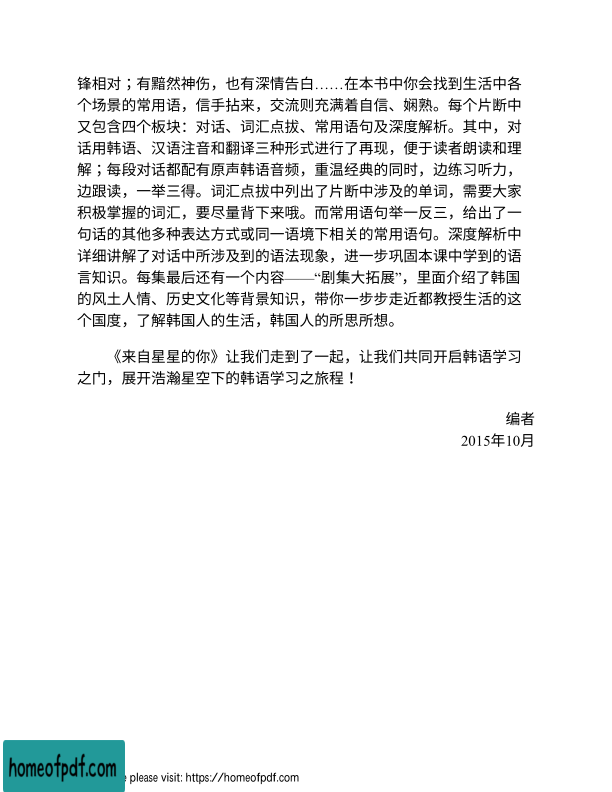 锋相对；有黯然神伤，也有深情告白……在本书中你会找到生活中各
个场景的常用语，信手拈来，交流则充满着自信、娴熟。每个片断中
又包含四个板块：对话、词汇点拨、常用语句及深度解析。其中，对
话用韩语、汉语注音和翻译三种形式进行了再现，便于读者朗读和理
解；每段对话都配有原声韩语音频，重温经典的同时，边练习听力，
边跟读，一举三得。词汇点拨中列出了片断中涉及的单词，需要大家
积极掌握的词汇，要尽量背下来哦。而常用语句举一反三，给出了一
句话的其他多种表达方式或同一语境下相关的常用语句。深度解析中
详细讲解了对话中所涉及到的语法现象，进一步巩固本课中学到的语
言知识。每集最后还有一个内容——“剧集大拓展”，里面介绍了韩国
的风土人情、历史文化等背景知识，带你一步步走近都教授生活的这
个国度，了解韩国人的生活，韩国人的所思所想。
《来自星星的你》让我们走到了一起，让我们共同开启韩语学习
之门，展开浩瀚星空下的韩语学习之旅程！
编者
2015年10月
homeofpdf.com
please visit: https://homeofpdf.com